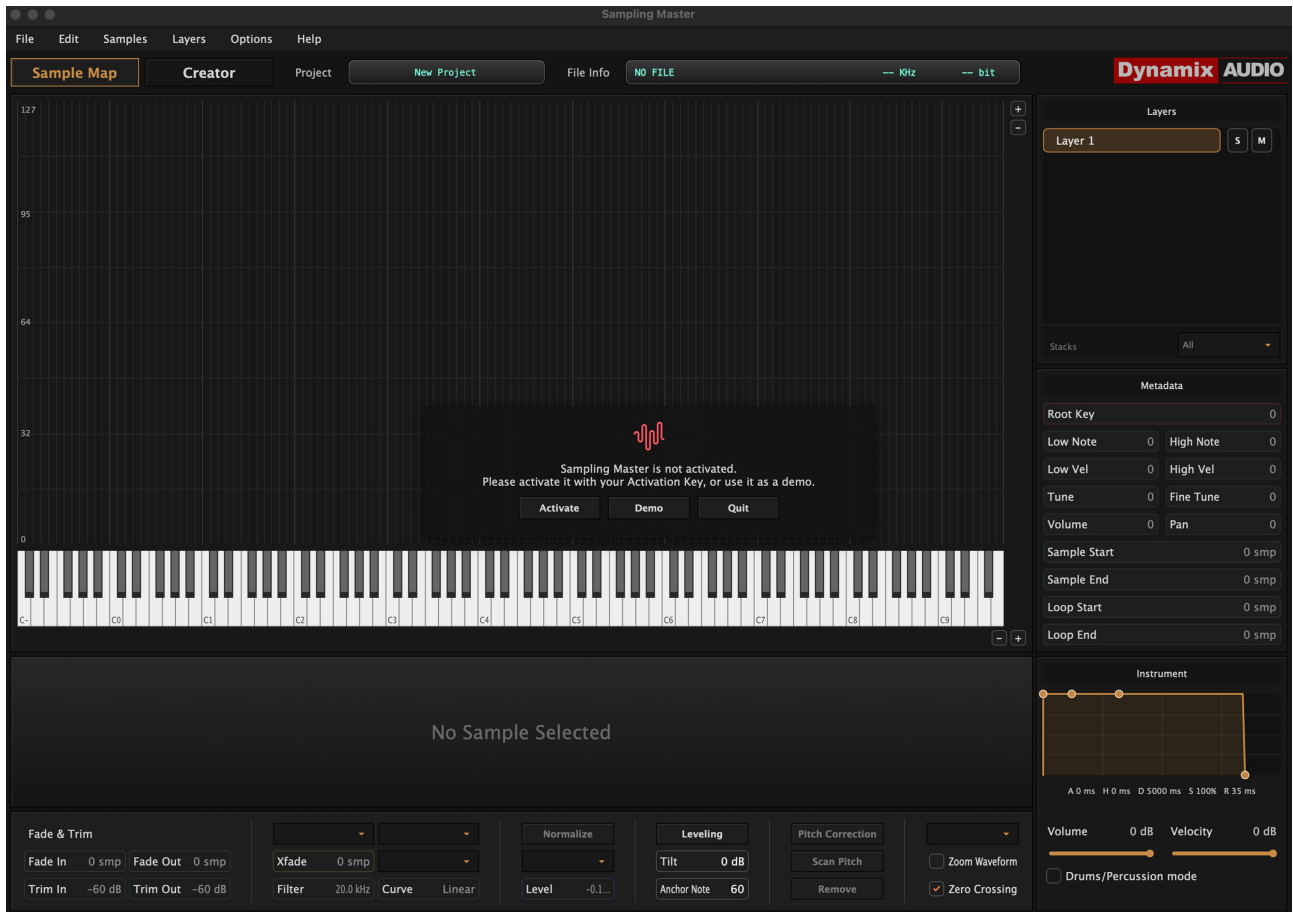 Sampling Master
File Edit Samples Layers Options Help
Sample Map Creator Project New Project File Info NO FILE -- KHz -- bit Dynamix AUDIO
127
95
64
32
0
+
-
Sampling Master is not activated.
Please activate it with your Activation Key, or use it as a demo.
Activate Demo Quit
C- C0 C1 C2 C3 C4 C5 C6 C7 C8 C9
- +
Layers
Layer 1 S M
Stacks All
Metadata
Root Key 0
Low Note 0 High Note 0
Low Vel 0 High Vel 0
Tune 0 Fine Tune 0
Volume 0 Pan 0
Sample Start 0 smp
Sample End 0 smp
Loop Start 0 smp
Loop End 0 smp
No Sample Selected
Instrument
A 0 ms H 0 ms D 5000 ms S 100% R 35 ms
Volume 0 dB Velocity 0 dB
Drums/Percussion mode
Fade & Trim Normalize Leveling Pitch Correction
Fade In 0 smp Fade Out 0 smp Xfade 0 smp Tilt 0 dB Scan Pitch Zoom Waveform
Trim In -60 dB Trim Out -60 dB Filter 20.0 kHz Curve Linear Level -0.1... Anchor Note 60 Remove Zero Crossing